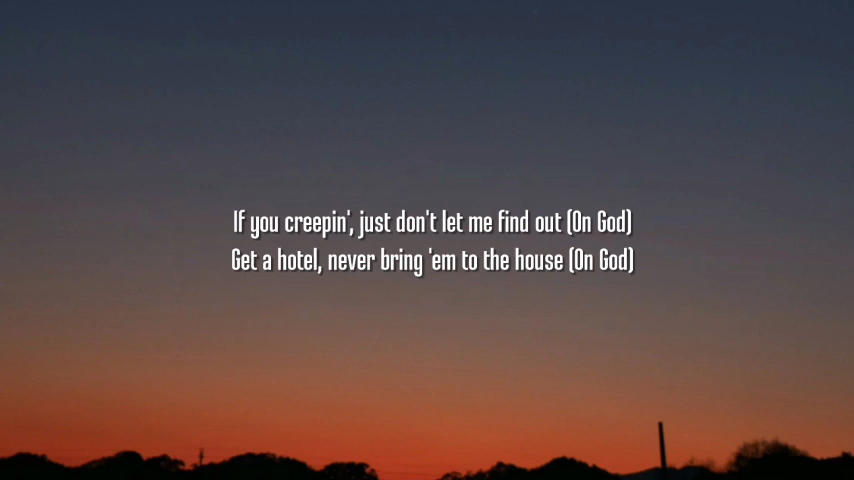 If you creepin', just don't let me find out (On God)
Get a hotel, never bring 'em to the house (On God)